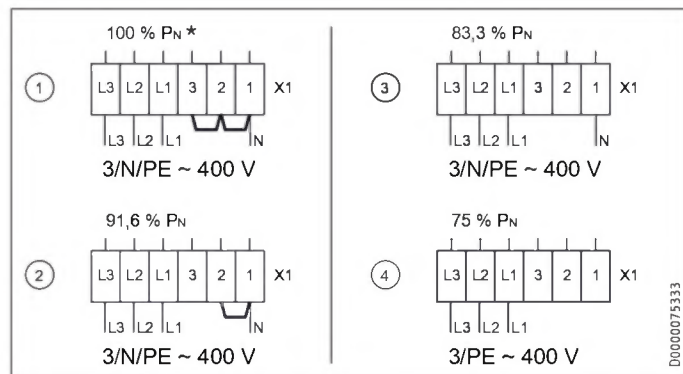 100 % PN *
1
L3 L2 L1 3 2 1 X1
L3 L2 L1 N
3/N/PE ~ 400 V
91,6 % PN
2
L3 L2 L1 3 2 1 X1
L3 L2 L1 N
3/N/PE ~ 400 V
83,3 % PN
3
L3 L2 L1 3 2 1 X1
L3 L2 L1 N
3/N/PE ~ 400 V
75 % PN
4
L3 L2 L1 3 2 1 X1
L3 L2 L1
3/PE ~ 400 V
D0000075333